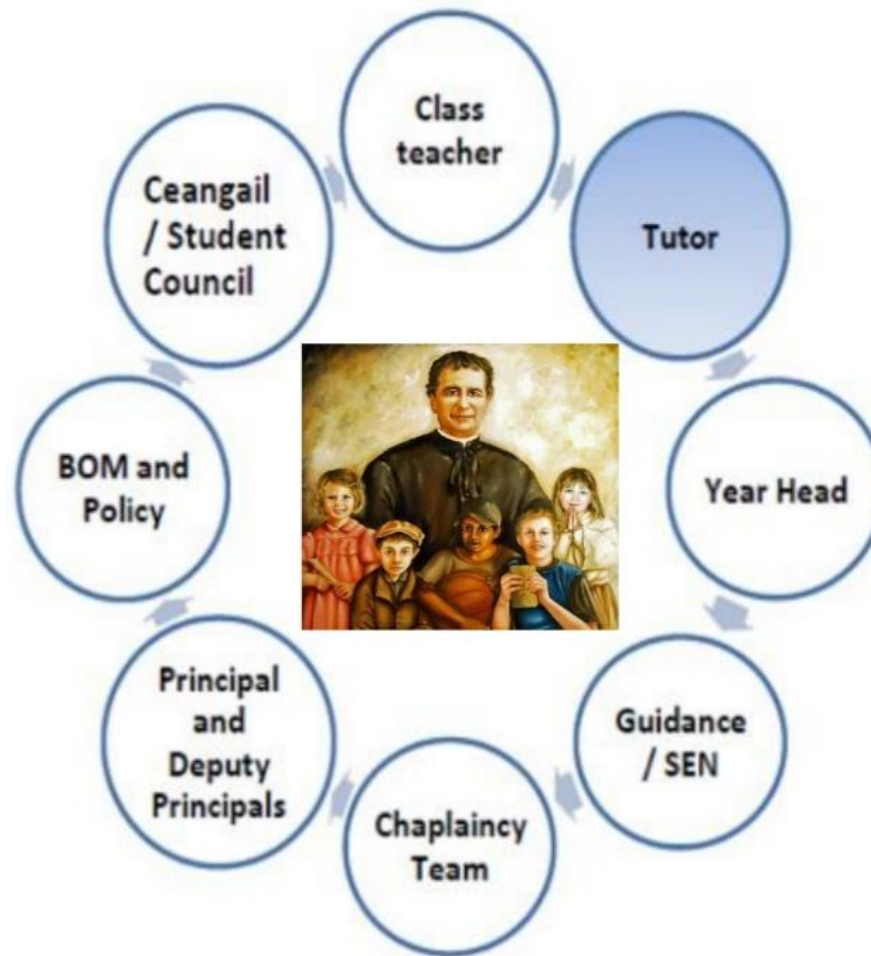 Class
teacher
Tutor
Year Head
Guidance
/ SEN
Chaplaincy
Team
Principal
and
Deputy
Principals
BOM and
Policy
Ceangail
/ Student
Council